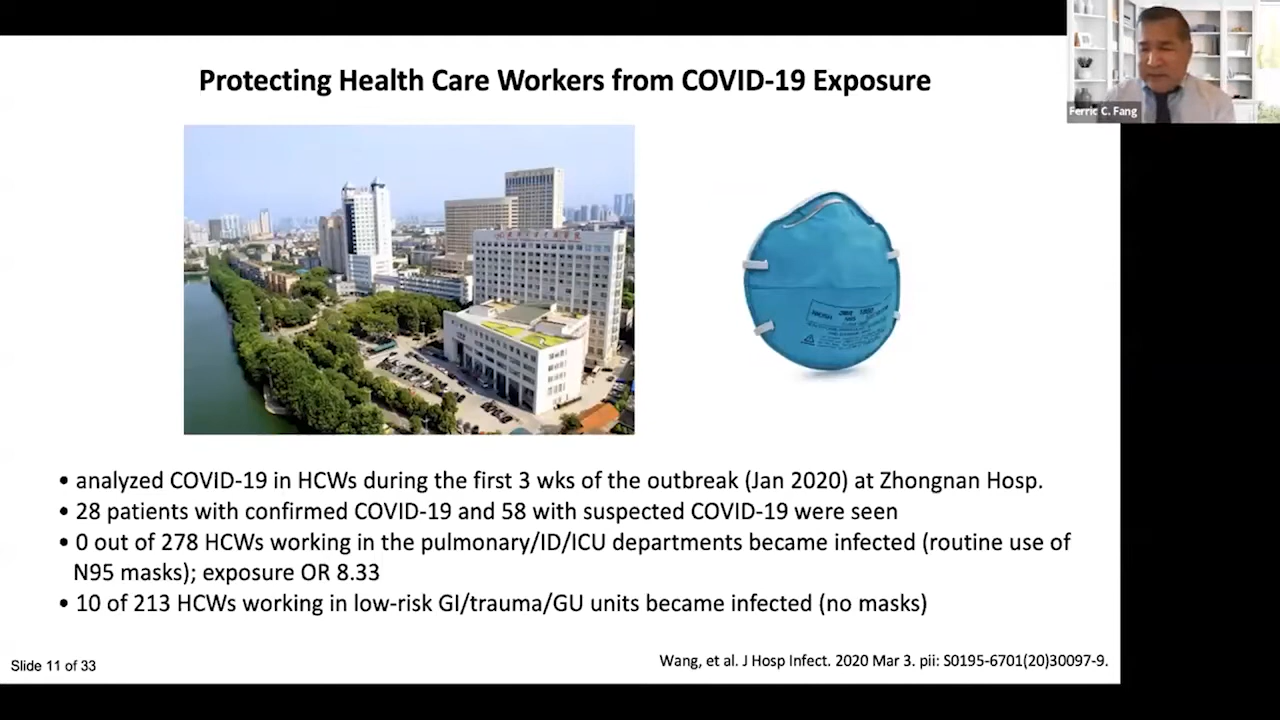 Protecting Health Care Workers from COVID-19 Exposure
Ferric C. Fang
• analyzed COVID-19 in HCWs during the first 3 wks of the outbreak (Jan 2020) at Zhongnan Hosp.
• 28 patients with confirmed COVID-19 and 58 with suspected COVID-19 were seen
• 0 out of 278 HCWs working in the pulmonary/ID/ICU departments became infected (routine use of
N95 masks); exposure OR 8.33
• 10 of 213 HCWs working in low-risk GI/trauma/GU units became infected (no masks)
Slide 11 of 33
Wang, et al. J Hosp Infect. 2020 Mar 3. pii: S0195-6701(20)30097-9.